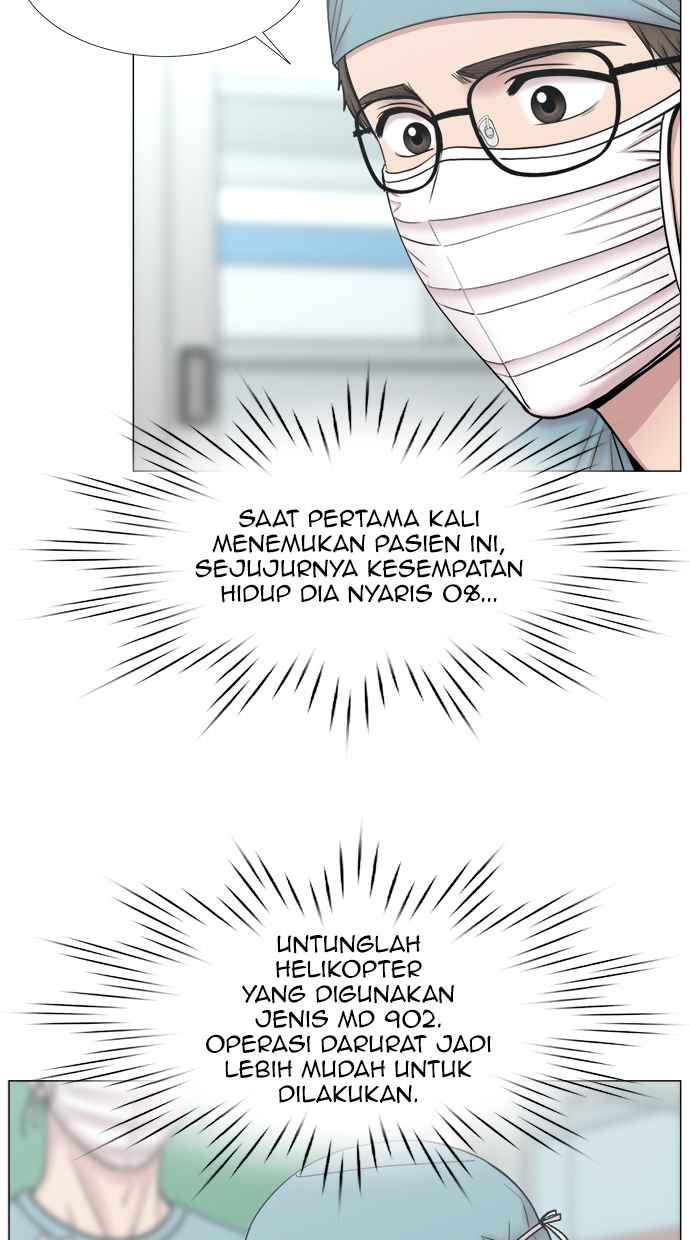 SAAT PERTAMA KALI
MENEMUKAN PASIEN INI,
SEJUJURNYA KESEMPATAN
HIDUP DIA NYARIS 0%...
UNTUNGLAH
HELIKOPTER
YANG DIGUNAKAN
JENIS MD 902.
OPERASI DARURAT JADI
LEBIH MUDAH UNTUK
DILAKUKAN.